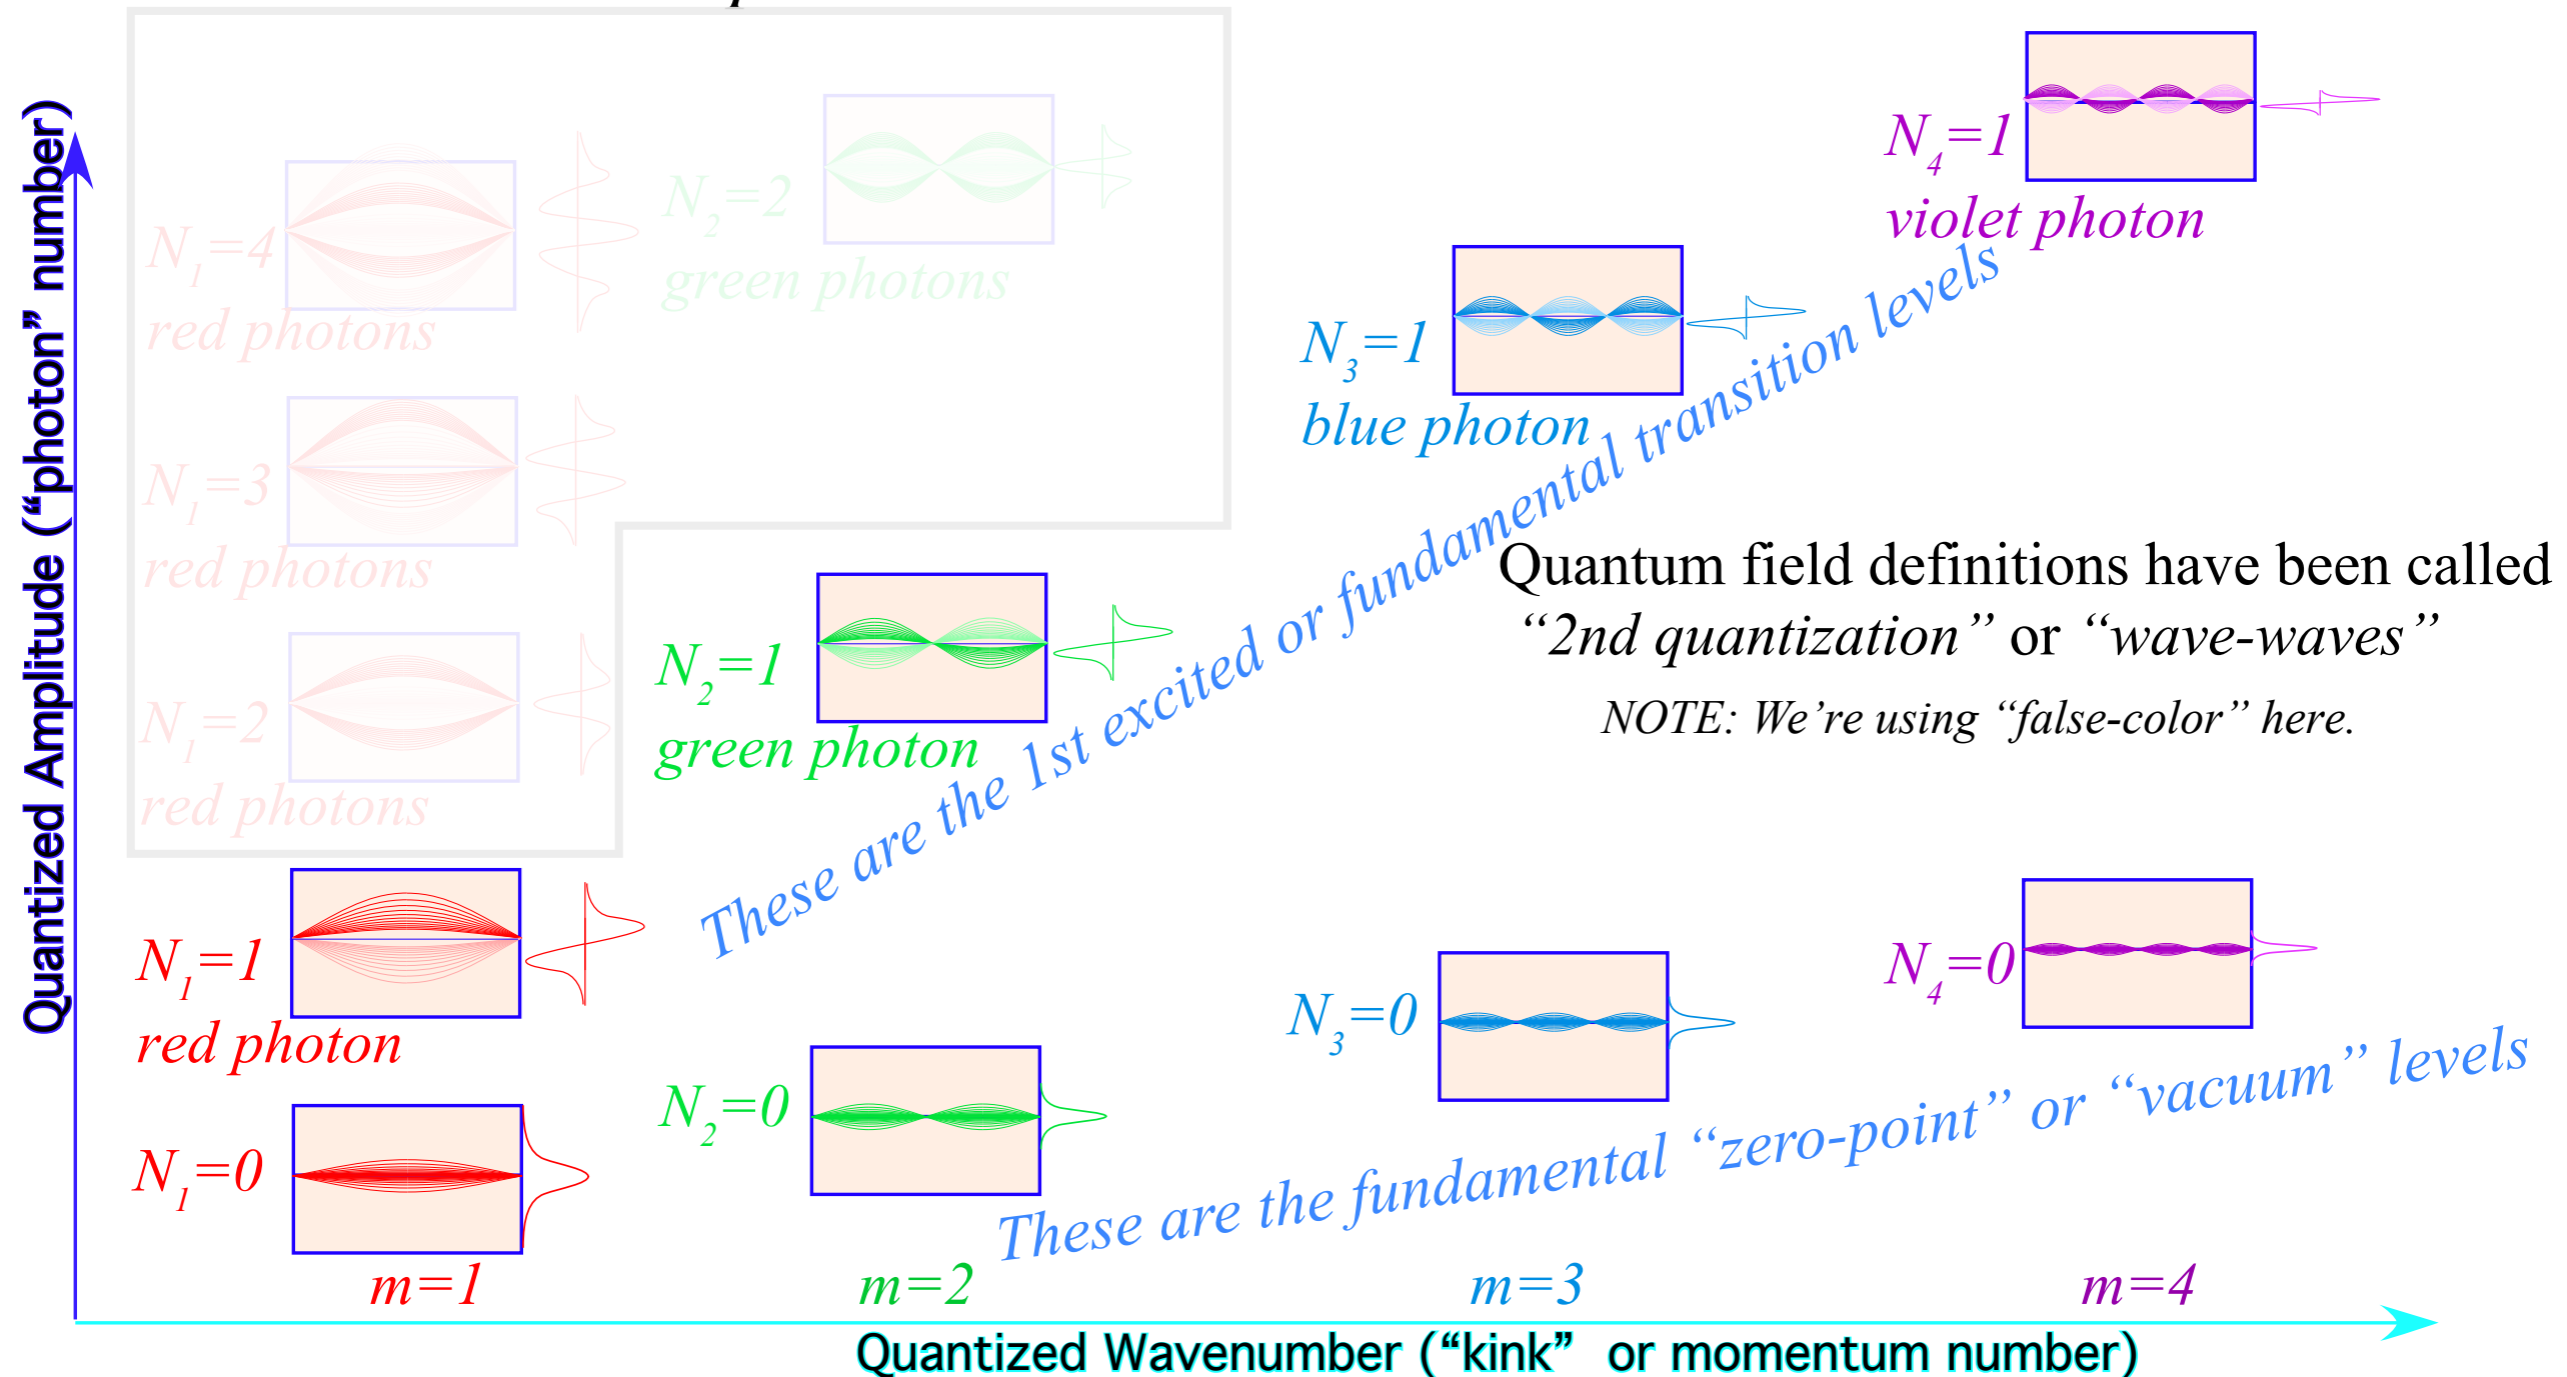 Quantized Amplitude (“photon” number)
N4=1
violet photon
N1=4
red photons
N2=2
green photons
N3=1
blue photon
N1=3
red photons
These are the 1st excited or fundamental transition levels
Quantum field definitions have been called
“2nd quantization” or “wave-waves”
NOTE: We’re using “false-color” here.
N2=1
green photon
N1=2
red photons
N1=1
red photon
N3=0
N4=0
N2=0
N1=0
These are the fundamental “zero-point” or “vacuum” levels
m=1
m=2
m=3
m=4
Quantized Wavenumber (“kink” or momentum number)